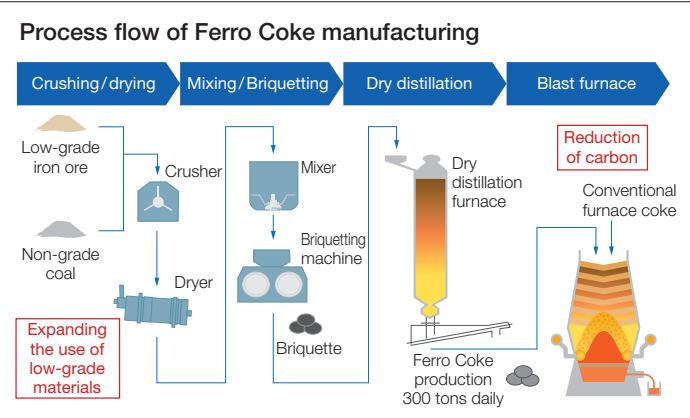 Process flow of Ferro Coke manufacturing
Crushing/drying
Mixing/Briquetting
Dry distillation
Blast furnace
Low-grade
iron ore
Non-grade
coal
Crusher
Dryer
Expanding
the use of
low-grade
materials
Mixer
Briquetting
machine
Briquette
Dry
distillation
furnace
Ferro Coke
production
300 tons daily
Reduction
of carbon
Conventional
furnace coke